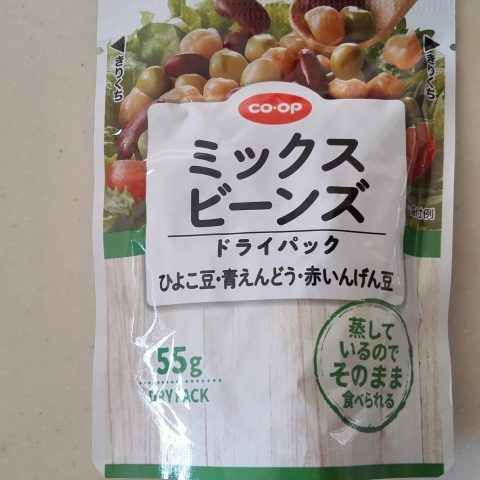 きりくち
きりくち
CO·OP
ミックス
ビーンズ
ドライパック
ひよこ豆・青えんどう・赤いんげん豆
蒸して
いるので
そのまま
食べられる
55g
DRY PACK